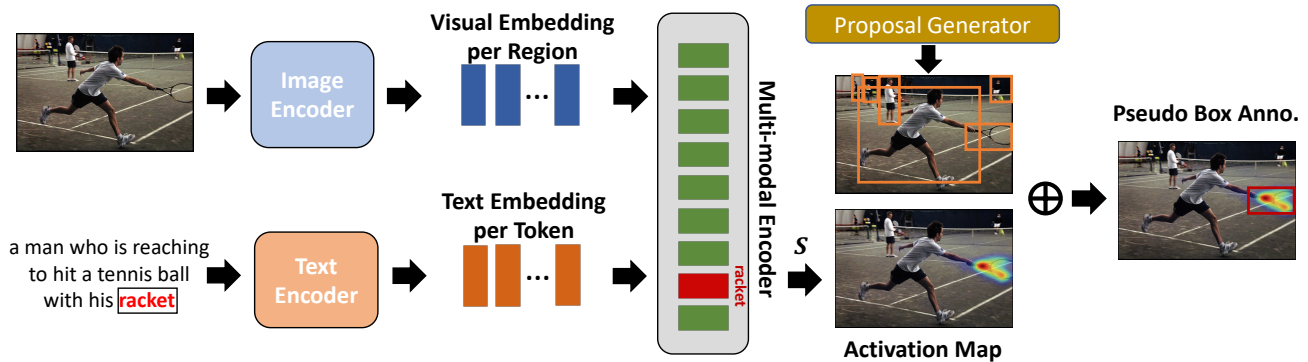 Image
Encoder
Visual Embedding
per Region
...
a man who is reaching
to hit a tennis ball
with his racket
Text
Encoder
Text Embedding
per Token
...
racket
Multi-modal Encoder
S
Proposal Generator
Activation Map
Pseudo Box Anno.